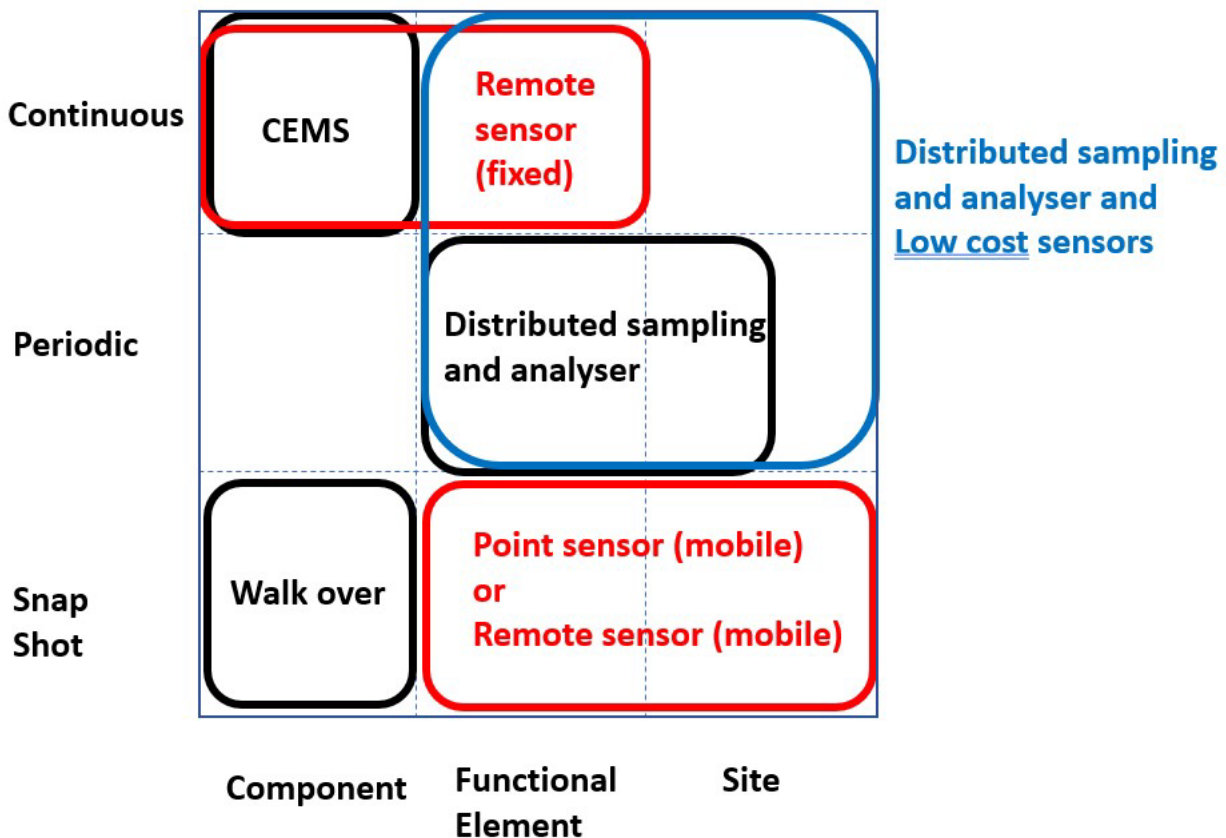 Continuous
CEMS
Remote
sensor
(fixed)
Distributed sampling
and analyser and
Low cost sensors
Periodic
Distributed sampling
and analyser
Snap
Shot
Walk over
Point sensor (mobile)
or
Remote sensor (mobile)
Component
Functional
Element
Site